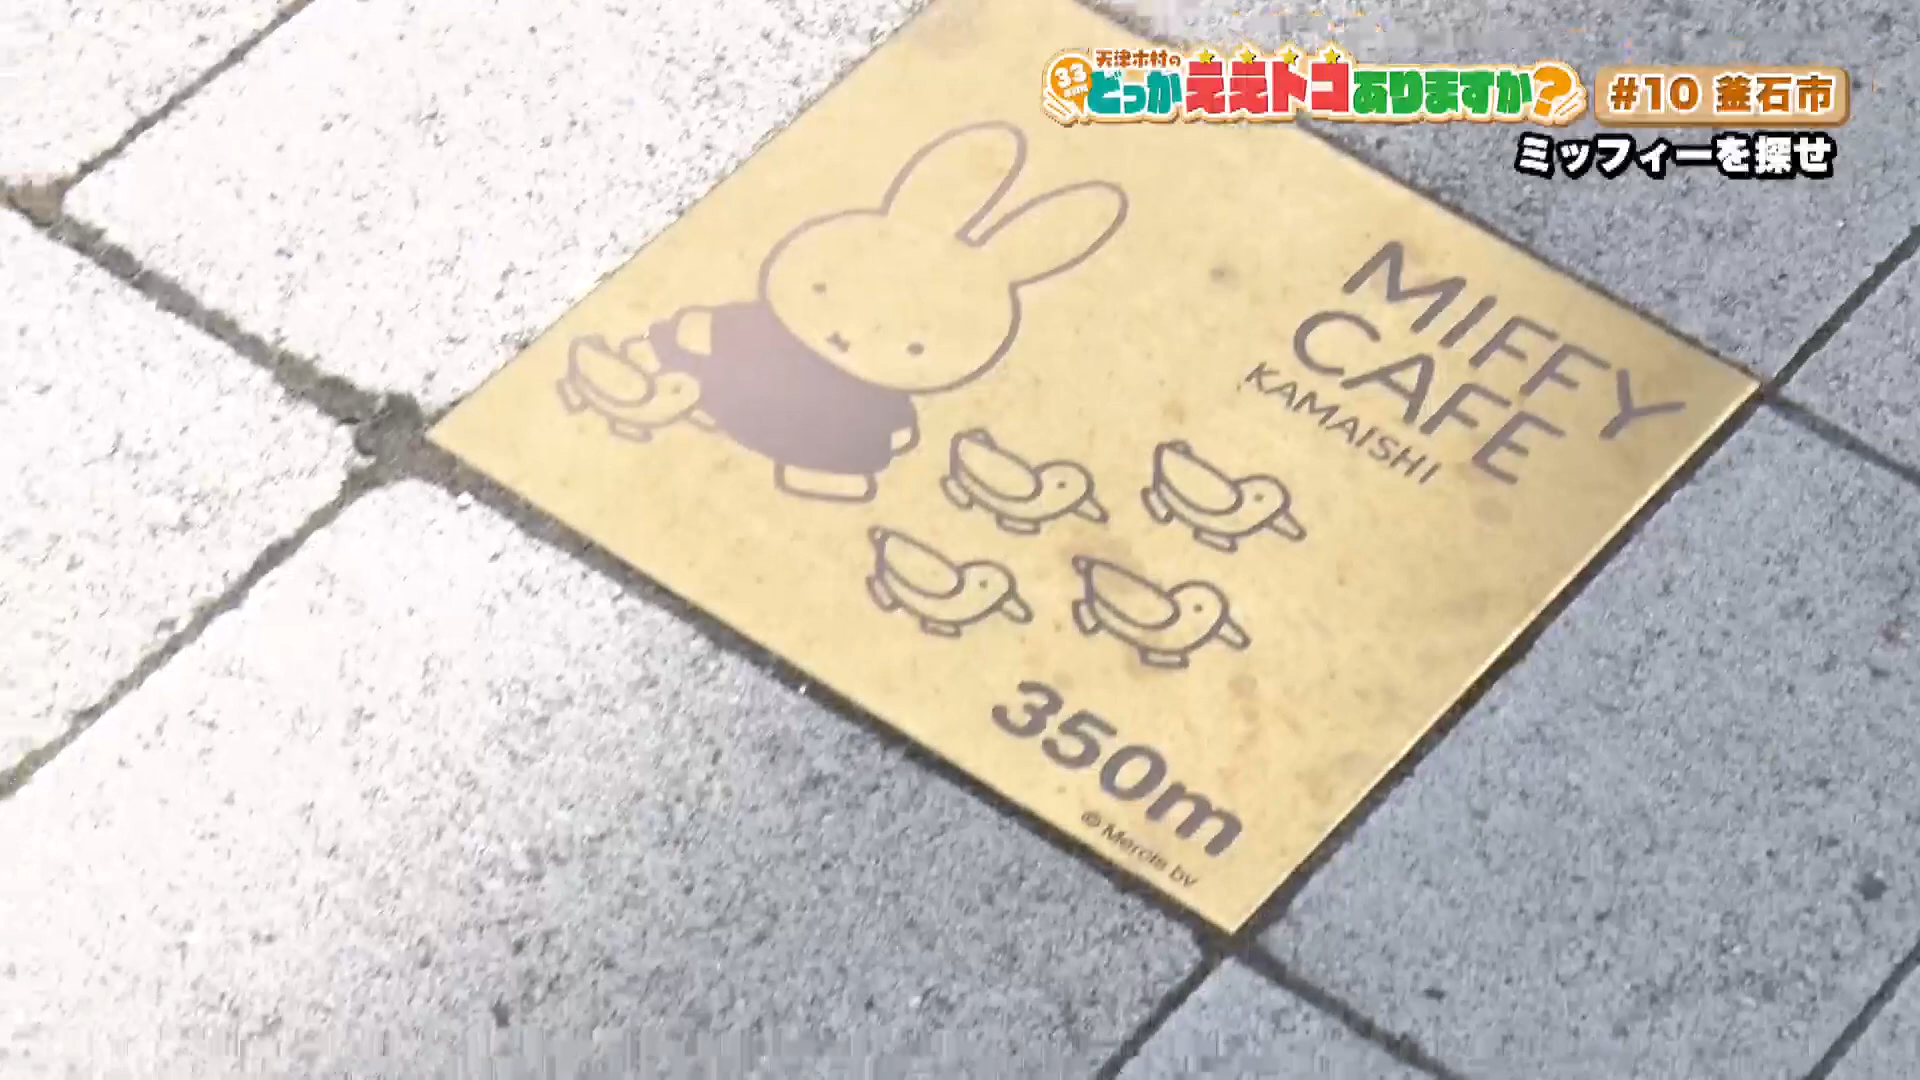 天津木村の
どっかええトコありますか?
#10 釜石市
ミッフィーを探せ
MIFFY
CAFE
KAMAISHI
350m
© Mercis bv